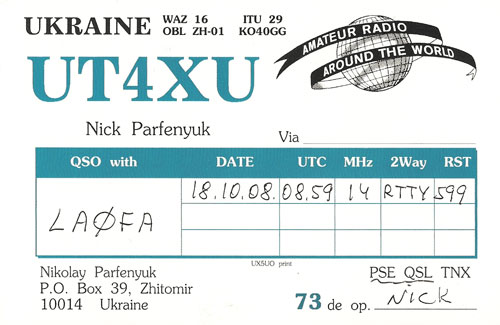 UKRAINE WAZ 16 ITU 29
OBL ZH-01 KO40GG
AMATEUR RADIO
AROUND THE WORLD
UT4XU
Nick Parfenyuk Via
QSO with DATE UTC MHz 2Way RST
LAØFA 18.10.08. 08.59 14 RTTY 599
UX5UO print
Nikolay Parfenyuk
P.O. Box 39, Zhitomir
10014 Ukraine
PSE QSL TNX
73 de op. NICK